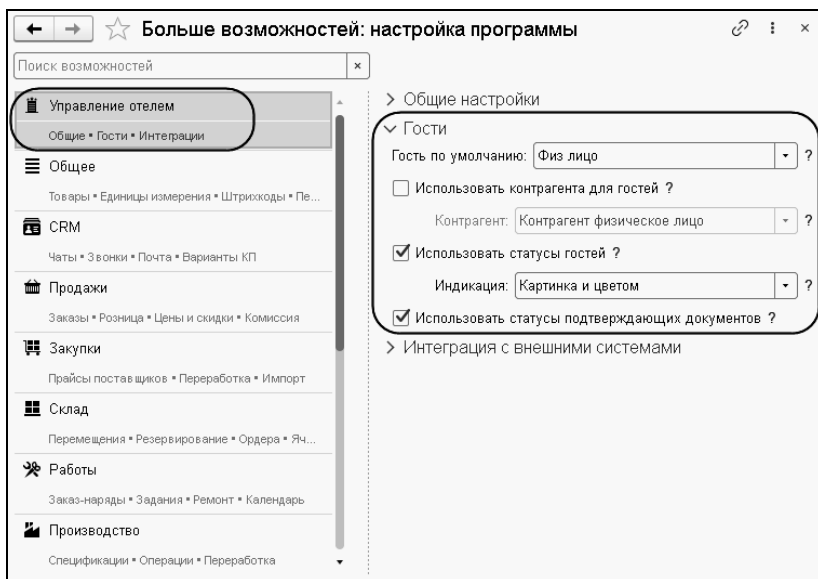 Больше возможностей: настройка программы
Поиск возможностей
Управление отелем
Общие • Гости • Интеграции
Общее
Товары • Единицы измерения • Штрихкоды • Пе...
CRM
Чаты • Звонки • Почта • Варианты КП
Продажи
Заказы • Розница • Цены и скидки • Комиссия
Закупки
Прайсы поставщиков • Переработка • Импорт
Склад
Перемещения • Резервирование • Ордера • Яч...
Работы
Заказ-наряды • Задания • Ремонт • Календарь
Производство
Спецификации • Операции • Переработка
Общие настройки
Гости
Гость по умолчанию: Физ лицо ?
Использовать контрагента для гостей ?
Контрагент: Контрагент физическое лицо ?
Использовать статусы гостей ?
Индикация: Картинка и цветом ?
Использовать статусы подтверждающих документов ?
Интеграция с внешними системами